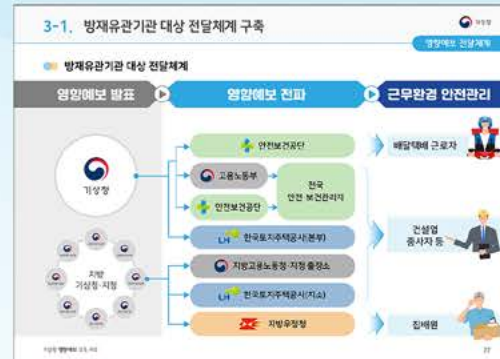 3-1. 방재유관기관 대상 전달체계 구축
기상청
영향예보 전달체계
방재유관기관 대상 전달체계
영향예보 발표
영향예보 전파
근무환경 안전관리
기상청
지방
기상청·지청
안전보건공단
고용노동부
안전보건공단
전국
안전 보건관리자
LH 한국토지주택공사(본부)
지방고용노동청·지청·출장소
LH 한국토지주택공사(지소)
지방우정청
배달택배 근로자
건설업
종사자 등
집배원